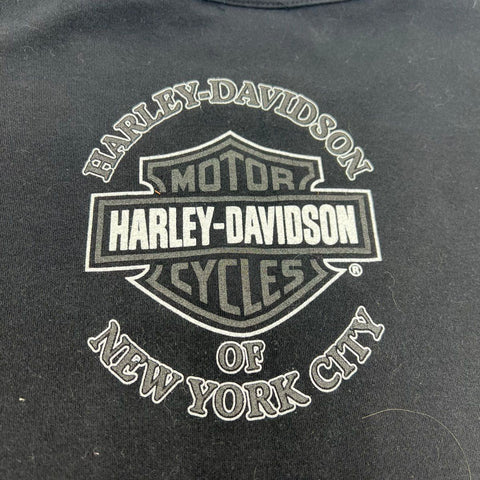 HARLEY-DAVIDSON
MOTOR
HARLEY-DAVIDSON
CYCLES
®
OF
NEW YORK CITY